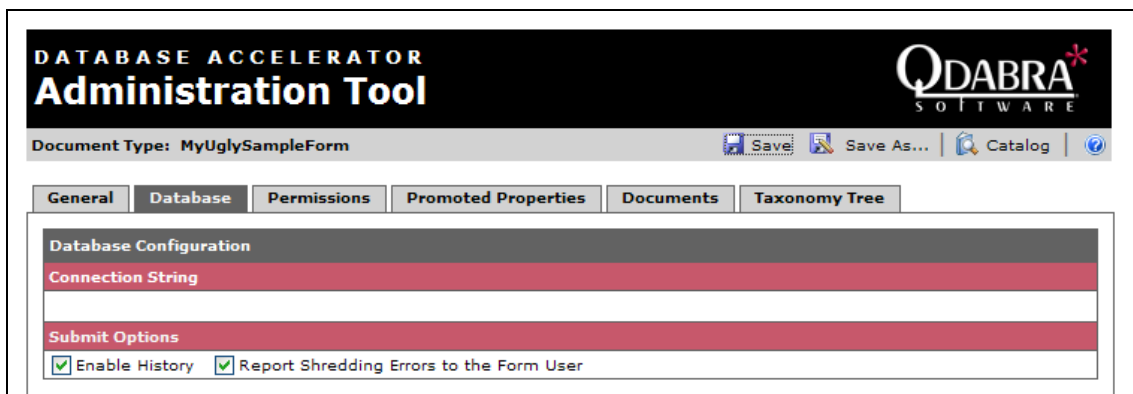 DATABASE ACCELERATOR
Administration Tool
QDABRA
SOFTWARE
Document Type: MyUglySampleForm
Save
Save As...
Catalog
?
General
Database
Permissions
Promoted Properties
Documents
Taxonomy Tree
Database Configuration
Connection String
Submit Options
Enable History
Report Shredding Errors to the Form User